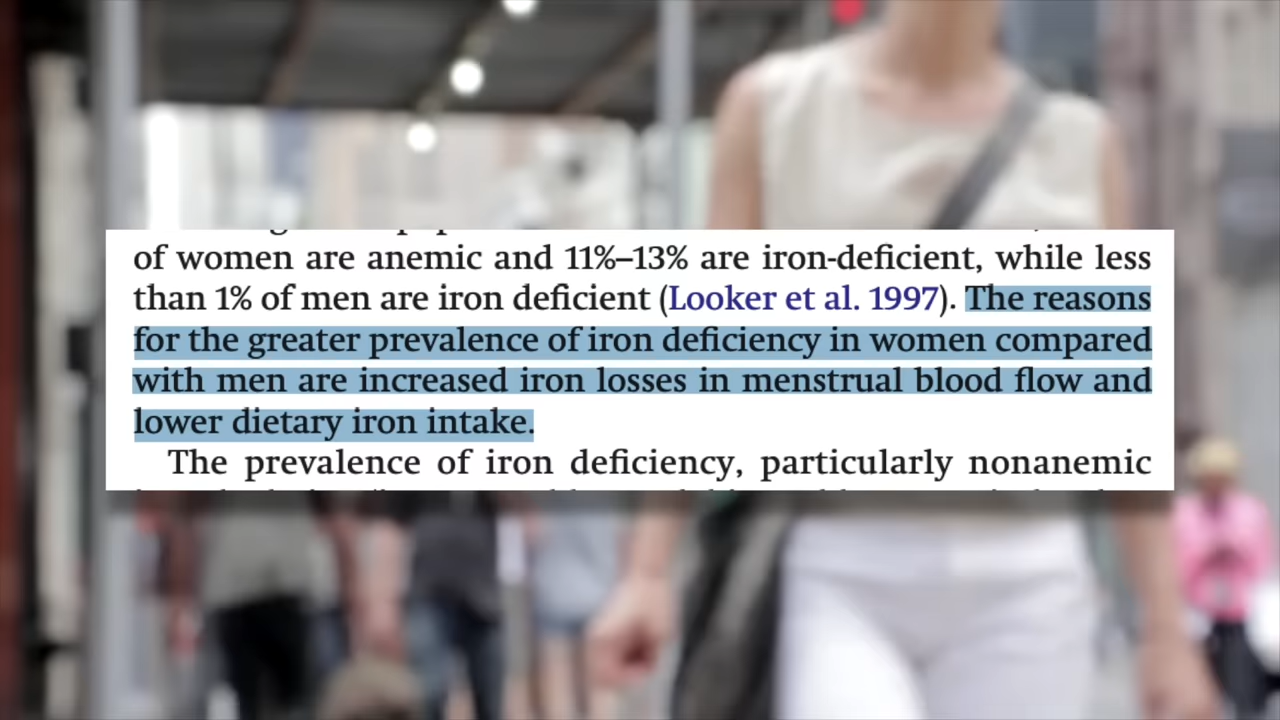 of women are anemic and 11%–13% are iron-deficient, while less
than 1% of men are iron deficient (Looker et al. 1997). The reasons
for the greater prevalence of iron deficiency in women compared
with men are increased iron losses in menstrual blood flow and
lower dietary iron intake.
The prevalence of iron deficiency, particularly nonanemic